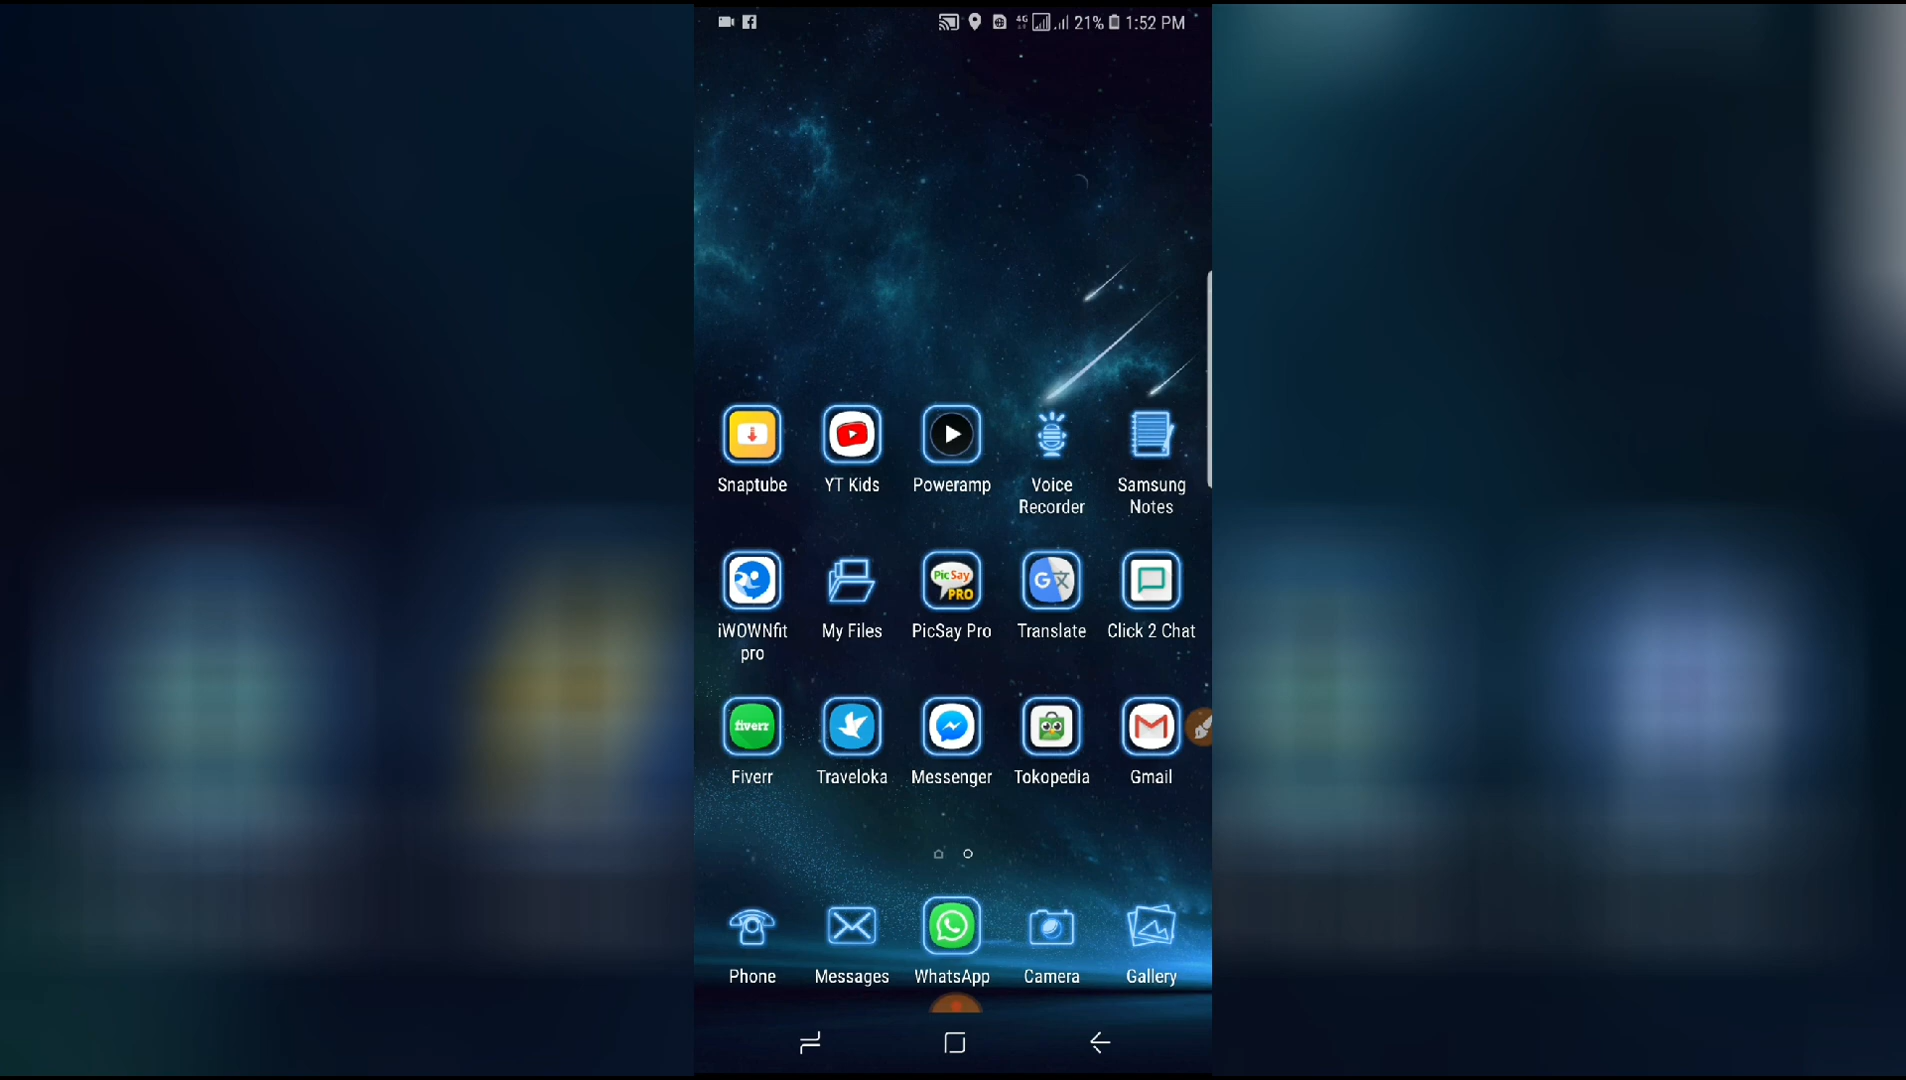 21% 1:52 PM
Snaptube YT Kids Poweramp Voice Recorder Samsung Notes
PicSay PRO
iWOWNfit pro My Files PicSay Pro Translate Click 2 Chat
fiverr
Fiverr Traveloka Messenger Tokopedia Gmail
Phone Messages WhatsApp Camera Gallery